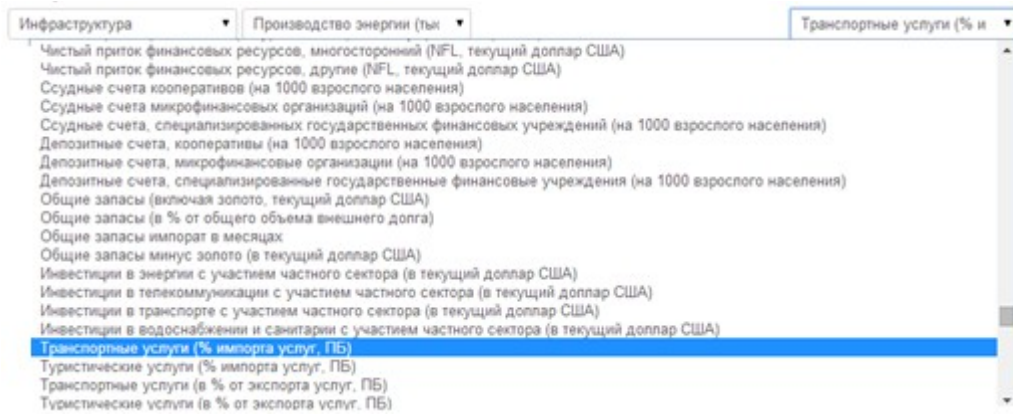 Инфраструктура Производство энергии (тыс Транспортные услуги (% и
Чистый приток финансовых ресурсов, многосторонний (NFL, текущий доллар США)
Чистый приток финансовых ресурсов, другие (NFL, текущий доллар США)
Ссудные счета кооперативов (на 1000 взрослого населения)
Ссудные счета микрофинансовых организаций (на 1000 взрослого населения)
Ссудные счета, специализированных государственных финансовых учреждений (на 1000 взрослого населения)
Депозитные счета, кооперативы (на 1000 взрослого населения)
Депозитные счета, микрофинансовые организации (на 1000 взрослого населения)
Депозитные счета, специализированные государственные финансовые учреждения (на 1000 взрослого населения)
Общие запасы (включая золото, текущий доллар США)
Общие запасы (в % от общего объема внешнего долга)
Общие запасы импорат в месяцах
Общие запасы минус золото (в текущий доллар США)
Инвестиции в энергии с участием частного сектора (в текущий доллар США)
Инвестиции в телекоммуникации с участием частного сектора (в текущий доллар США)
Инвестиции в транспорте с участием частного сектора (в текущий доллар США)
Инвестиции в водоснабжении и санитарии с участием частного сектора (в текущий доллар США)
Транспортные услуги (% импорта услуг, ПБ)
Туристические услуги (% импорта услуг, ПБ)
Транспортные услуги (в % от экспорта услуг, ПБ)
Туристические услуги (в % от экспорта услуг, ПБ)